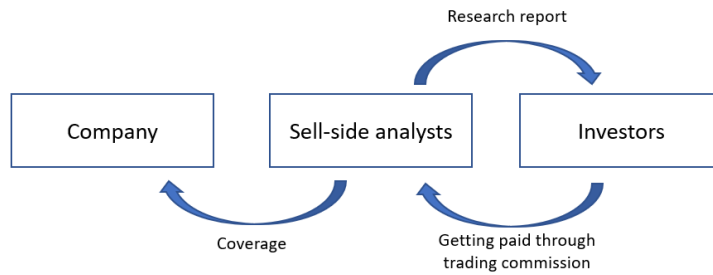 Research report
Company
Sell-side analysts
Investors
Coverage
Getting paid through
trading commission